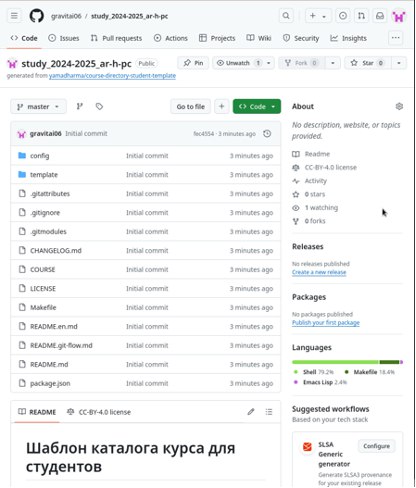 gravitai06 / study_2024-2025_ar-h-pc
Code Issues Pull requests Actions Projects Wiki Security Insights
study_2024-2025_ar-h-pc Public Pin Unwatch 1 Fork 0 Star 0
generated from yamadharma/course-directory-student-template
master Go to file Code
gravitai06 Initial commit fec4554 · 3 minutes ago
config Initial commit 3 minutes ago
template Initial commit 3 minutes ago
.gitattributes Initial commit 3 minutes ago
.gitignore Initial commit 3 minutes ago
.gitmodules Initial commit 3 minutes ago
CHANGELOG.md Initial commit 3 minutes ago
COURSE Initial commit 3 minutes ago
LICENSE Initial commit 3 minutes ago
Makefile Initial commit 3 minutes ago
README.en.md Initial commit 3 minutes ago
README.git-flow.md Initial commit 3 minutes ago
README.md Initial commit 3 minutes ago
package.json Initial commit 3 minutes ago
README CC-BY-4.0 license
Шаблон каталога курса для
студентов
About
No description, website, or topics
provided.
Readme
CC-BY-4.0 license
Activity
0 stars
1 watching
0 forks
Releases
No releases published
Create a new release
Packages
No packages published
Publish your first package
Languages
Shell 79.2% Makefile 18.4%
Emacs Lisp 2.4%
Suggested workflows
Based on your tech stack
SLSA
Generic
generator
Configure
Generate SLSA3 provenance
for your existing release